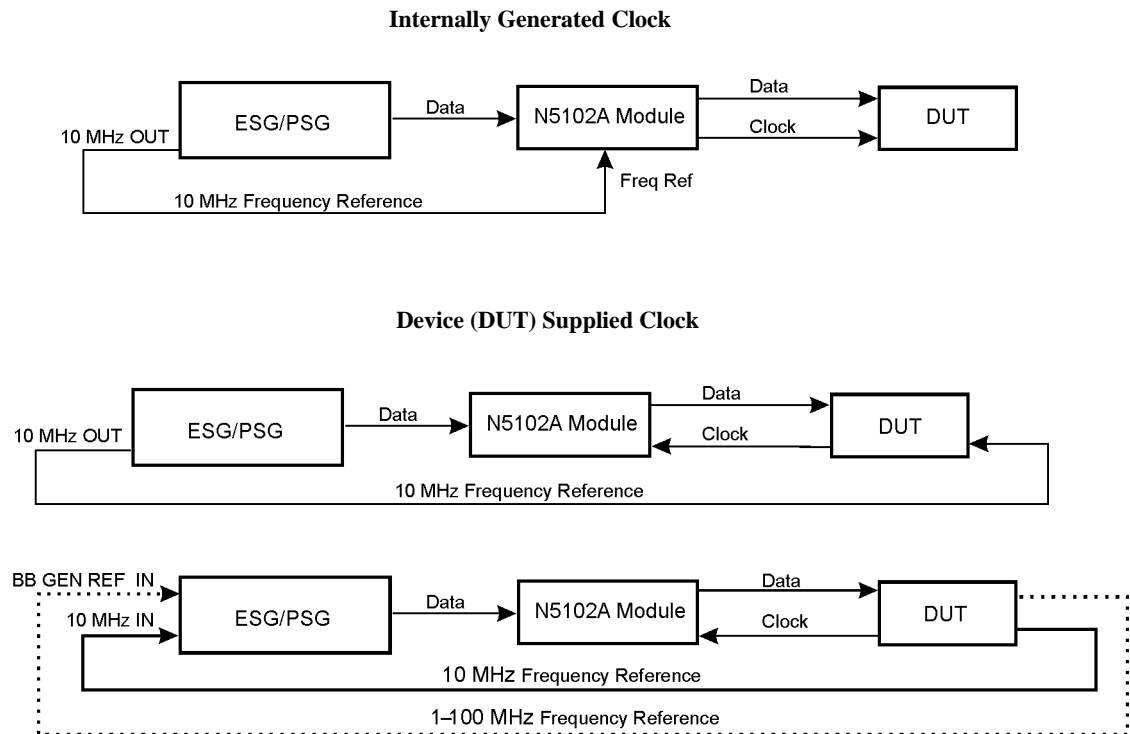 Internally Generated Clock
ESG/PSG
Data
N5102A Module
Data
Clock
DUT
10 MHz OUT
Freq Ref
10 MHz Frequency Reference
Device (DUT) Supplied Clock
10 MHz OUT
ESG/PSG
Data
N5102A Module
Data
Clock
DUT
10 MHz Frequency Reference
BB GEN REF IN
10 MHz IN
ESG/PSG
Data
N5102A Module
Data
Clock
DUT
10 MHz Frequency Reference
1–100 MHz Frequency Reference